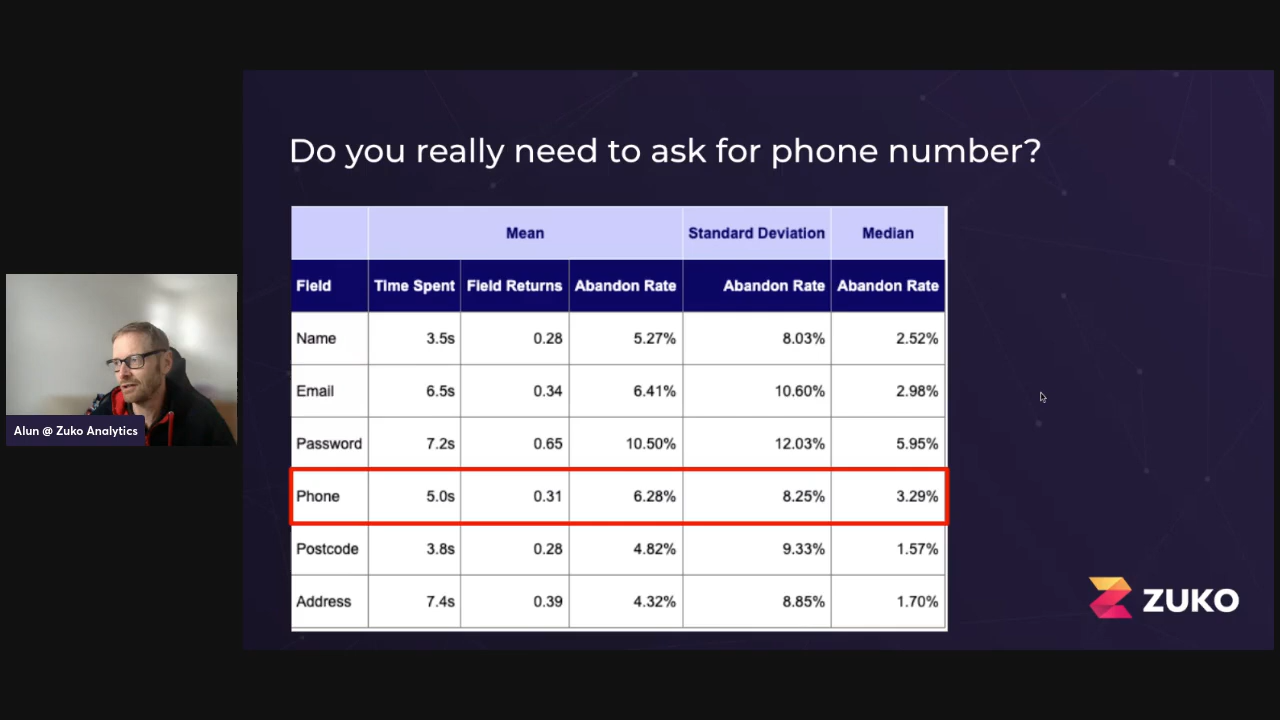 Do you really need to ask for phone number?
Mean Standard Deviation Median
Field Time Spent Field Returns Abandon Rate Abandon Rate Abandon Rate
Name 3.5s 0.28 5.27% 8.03% 2.52%
Email 6.5s 0.34 6.41% 10.60% 2.98%
Password 7.2s 0.65 10.50% 12.03% 5.95%
Phone 5.0s 0.31 6.28% 8.25% 3.29%
Postcode 3.8s 0.28 4.82% 9.33% 1.57%
Address 7.4s 0.39 4.32% 8.85% 1.70%
Alun @ Zuko Analytics
ZUKO